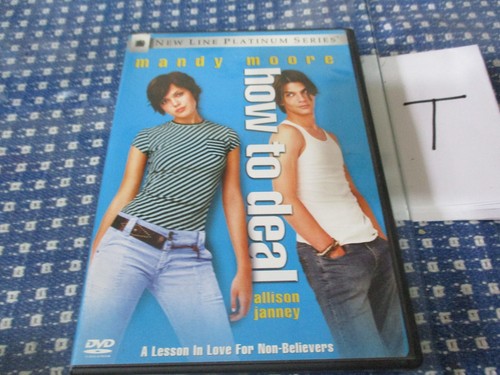 NEW LINE PLATINUM SERIES
mandy moore
how to deal
allison
janney
DVD
A Lesson In Love For Non-Believers
T